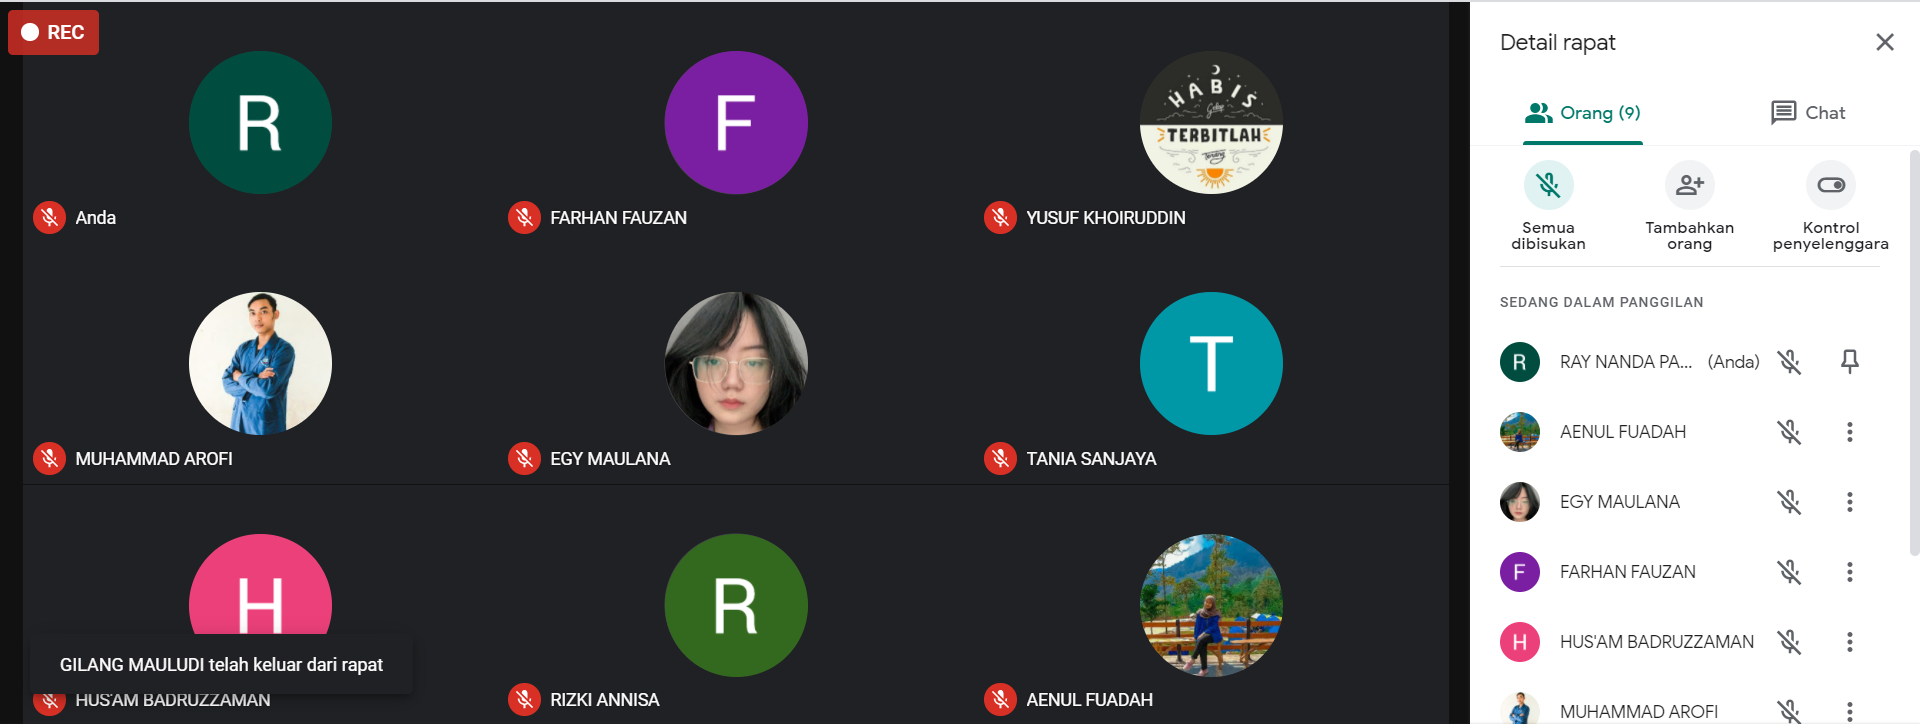 REC
R
Anda
F
FARHAN FAUZAN
HABIS
Gelap
TERBITLAH
Terang
YUSUF KHOIRUDDIN
MUHAMMAD AROFI
EGY MAULANA
T
TANIA SANJAYA
H
GILANG MAULUDI telah keluar dari rapat
HUS'AM BADRUZZAMAN
R
RIZKI ANNISA
AENUL FUADAH
Detail rapat
Orang (9)
Chat
Semua
dibisukan
Tambahkan
orang
Kontrol
penyelenggara
SEDANG DALAM PANGGILAN
R
RAY NANDA PA... (Anda)
AENUL FUADAH
EGY MAULANA
F
FARHAN FAUZAN
H
HUS'AM BADRUZZAMAN
MUHAMMAD AROFI